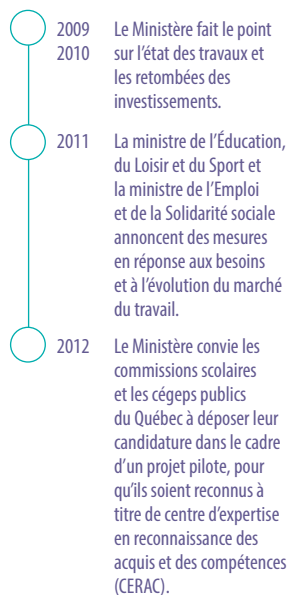 2009 Le Ministère fait le point
2010 sur l’état des travaux et
les retombées des
investissements.
2011 La ministre de l’Éducation,
du Loisir et du Sport et
la ministre de l’Emploi
et de la Solidarité sociale
annoncent des mesures
en réponse aux besoins
et à l’évolution du marché
du travail.
2012 Le Ministère convie les
commissions scolaires
et les cégeps publics
du Québec à déposer leur
candidature dans le cadre
d’un projet pilote, pour
qu’ils soient reconnus à
titre de centre d’expertise
en reconnaissance des
acquis et des compétences
(CERAC).